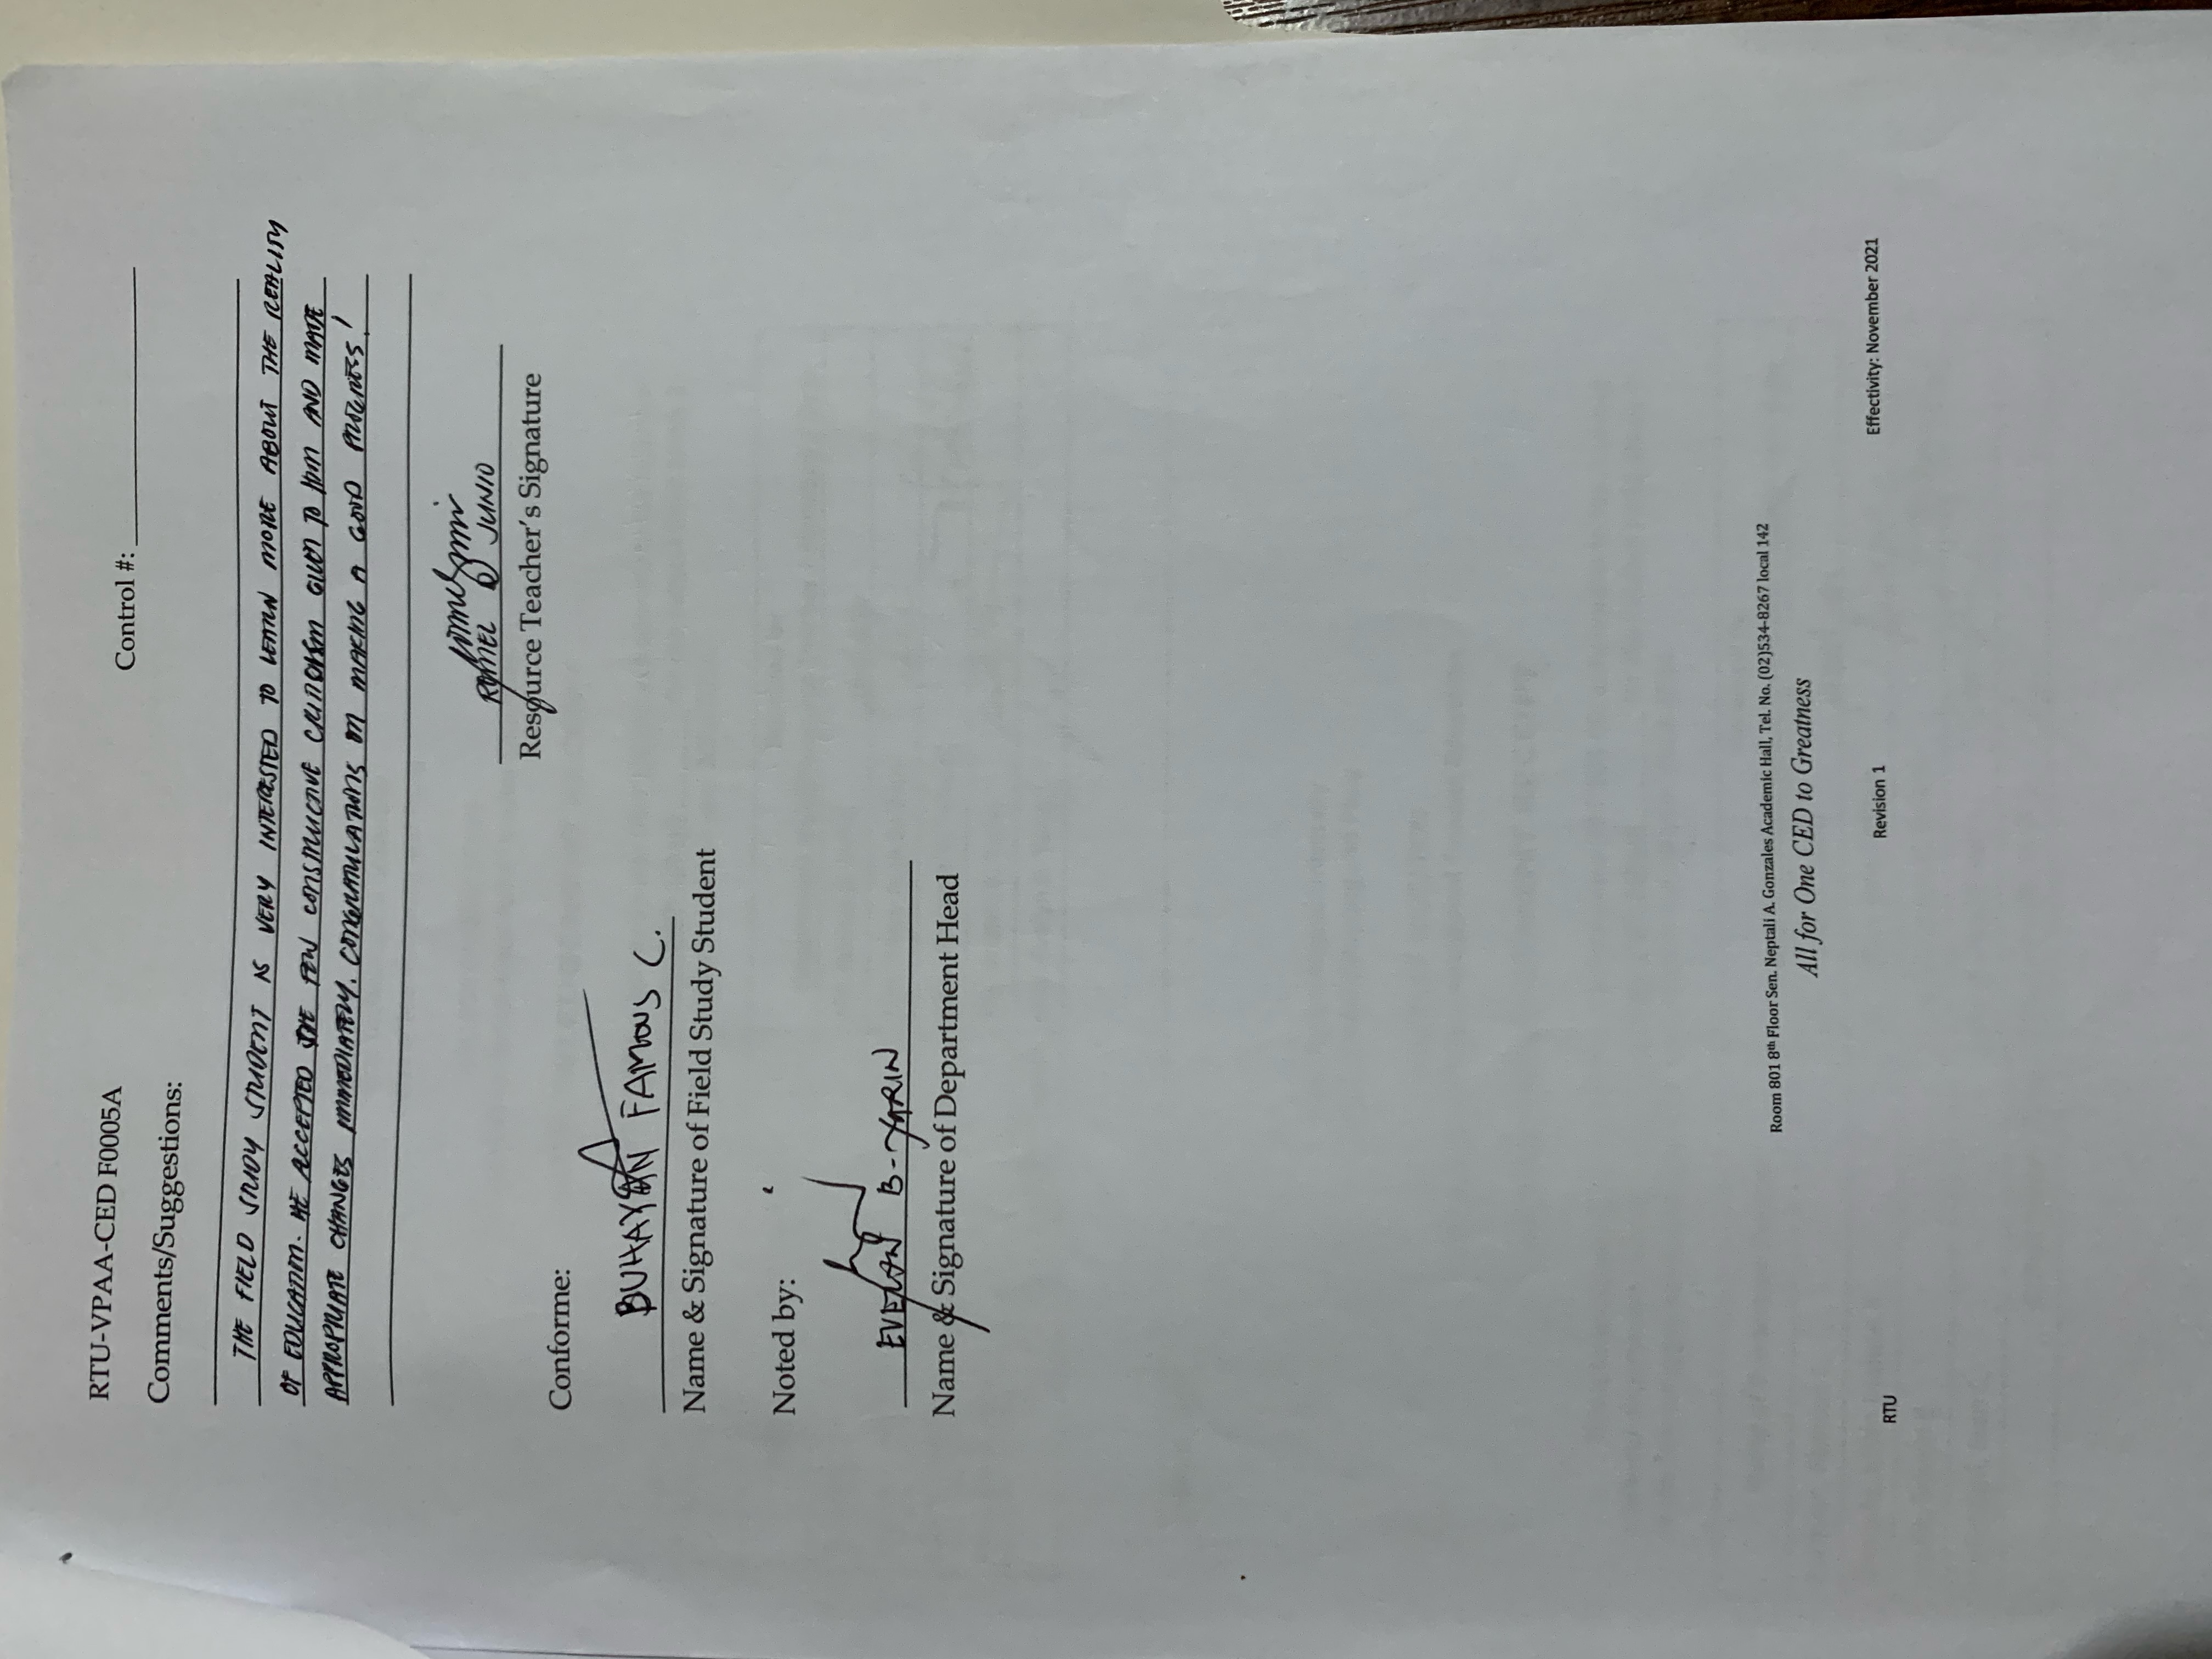 RTU-VPAA-CED F0005A
Control #:
Comments/Suggestions:
THE FIELD STUDY STUDENT IS VERY INTERESTED TO LEARN MORE ABOUT THE REALITY
OF EDUCATION. HE ACCEPTED THE FEW CONSTRUCTIVE CRITICISM GIVEN TO HIM AND MADE
APPROPRIATE CHANGES IMMEDIATELY. CONGRATULATIONS ON MAKING A GOOD PROGRESS!
ROMEL D JUNIO
Resource Teacher's Signature
Conforme:
BUHAYAN FAMOUS C.
Name & Signature of Field Study Student
Noted by:
EVELYN B. YARIN
Name & Signature of Department Head
Room 801 8th Floor Sen. Neptali A. Gonzales Academic Hall, Tel. No. (02)534-8267 local 142
All for One CED to Greatness
RTU
Revision 1
Effectivity: November 2021